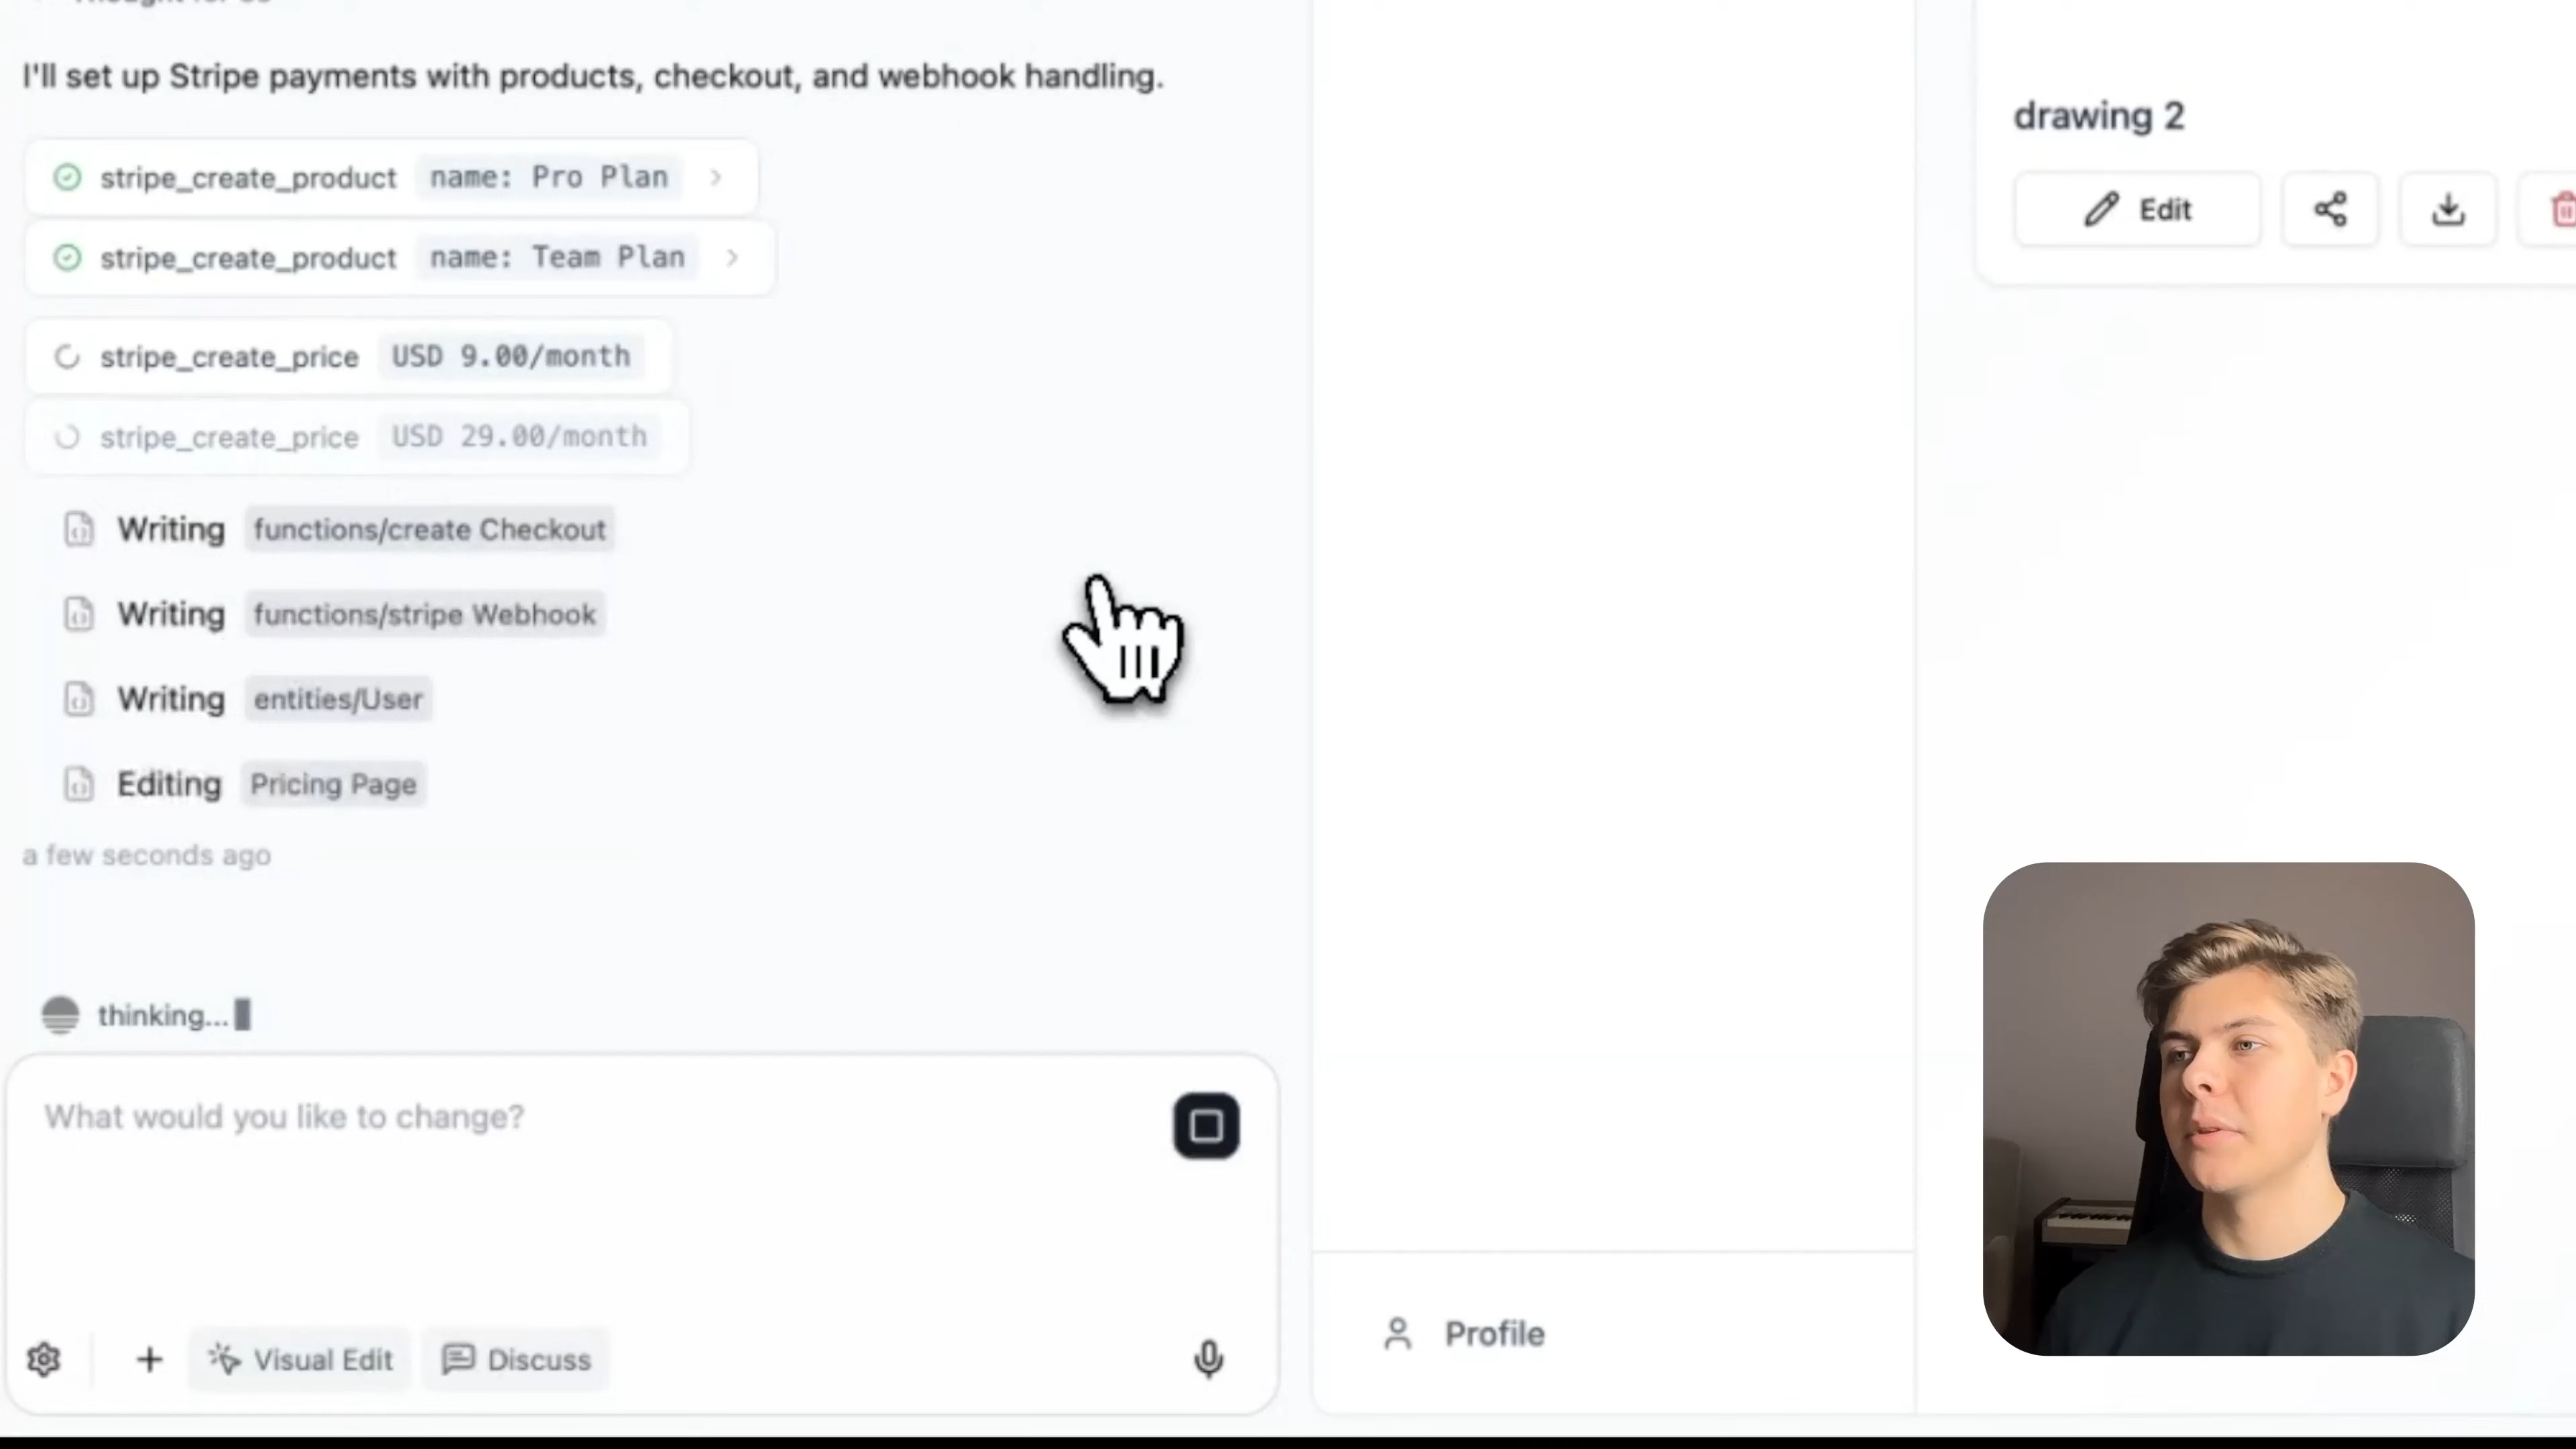 I'll set up Stripe payments with products, checkout, and webhook handling.
stripe_create_product name: Pro Plan
stripe_create_product name: Team Plan
stripe_create_price USD 9.00/month
stripe_create_price USD 29.00/month
Writing functions/create Checkout
Writing functions/stripe Webhook
Writing entities/User
Editing Pricing Page
a few seconds ago
thinking...
What would you like to change?
Visual Edit Discuss
drawing 2
Edit
Profile